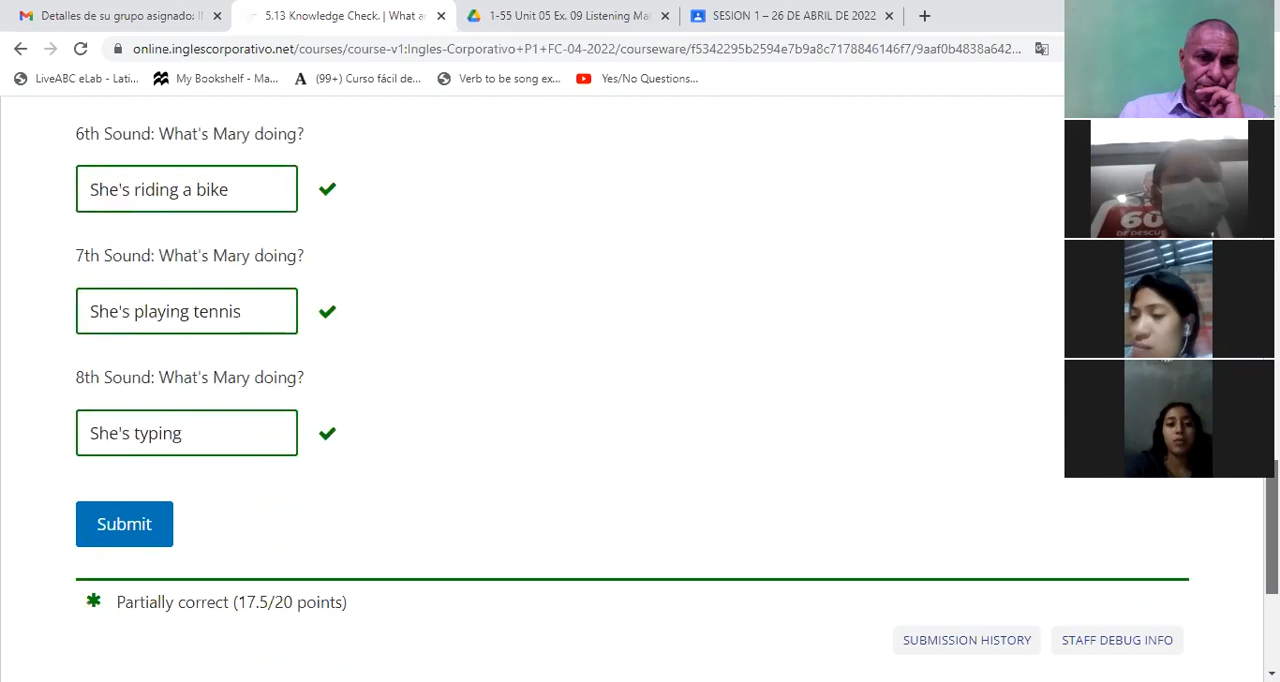 Detalles de su grupo asignado: I
5.13 Knowledge Check. | What a
1-55 Unit 05 Ex. 09 Listening Ma
SESION 1 – 26 DE ABRIL DE 2022
online.inglescorporativo.net/courses/course-v1:Ingles-Corporativo+P1+FC-04-2022/courseware/f5342295b2594e7b9a8c7178846146f7/9aaf0b4838a642...
LiveABC eLab - Lati...
My Bookshelf - Ma...
(99+) Curso fácil de...
Verb to be song ex...
Yes/No Questions...
6th Sound: What's Mary doing?
She's riding a bike
7th Sound: What's Mary doing?
She's playing tennis
8th Sound: What's Mary doing?
She's typing
Submit
Partially correct (17.5/20 points)
SUBMISSION HISTORY
STAFF DEBUG INFO
60
DE DESCUE